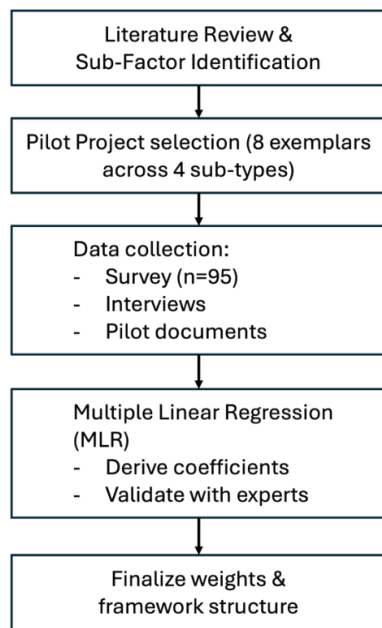 Literature Review &
Sub-Factor Identification
Pilot Project selection (8 exemplars
across 4 sub-types)
Data collection:
- Survey (n=95)
- Interviews
- Pilot documents
Multiple Linear Regression
(MLR)
- Derive coefficients
- Validate with experts
Finalize weights &
framework structure